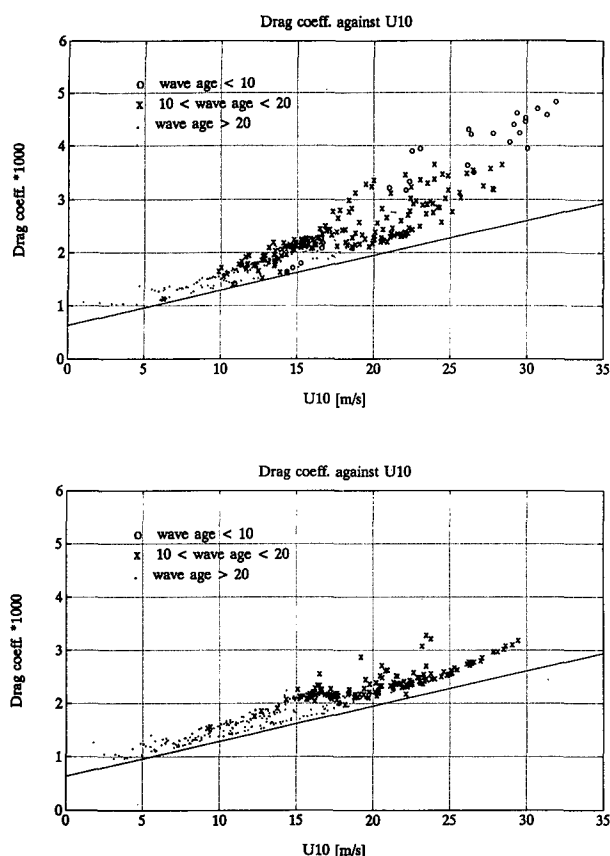 Drag coeff. against U10
6
5
4
3
2
1
0
Drag coeff. *1000
o wave age < 10
x 10 < wave age < 20
. wave age > 20
0 5 10 15 20 25 30 35
U10 [m/s]
Drag coeff. against U10
6
5
4
3
2
1
0
Drag coeff. *1000
o wave age < 10
x 10 < wave age < 20
. wave age > 20
0 5 10 15 20 25 30 35
U10 [m/s]